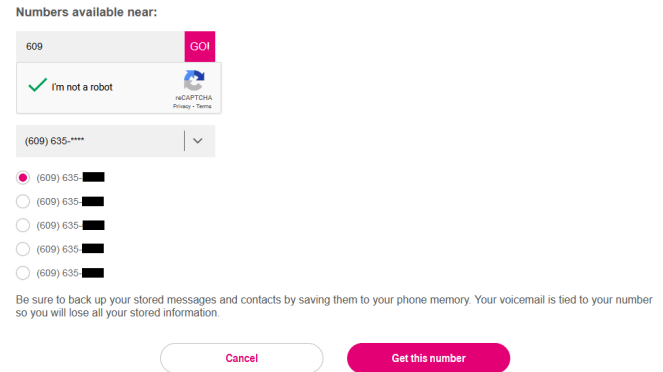 Numbers available near:
609 GO!
I'm not a robot
reCAPTCHA
Privacy - Terms
(609) 635-****
(609) 635-
(609) 635-
(609) 635-
(609) 635-
(609) 635-
Be sure to back up your stored messages and contacts by saving them to your phone memory. Your voicemail is tied to your number
so you will lose all your stored information.
Cancel Get this number